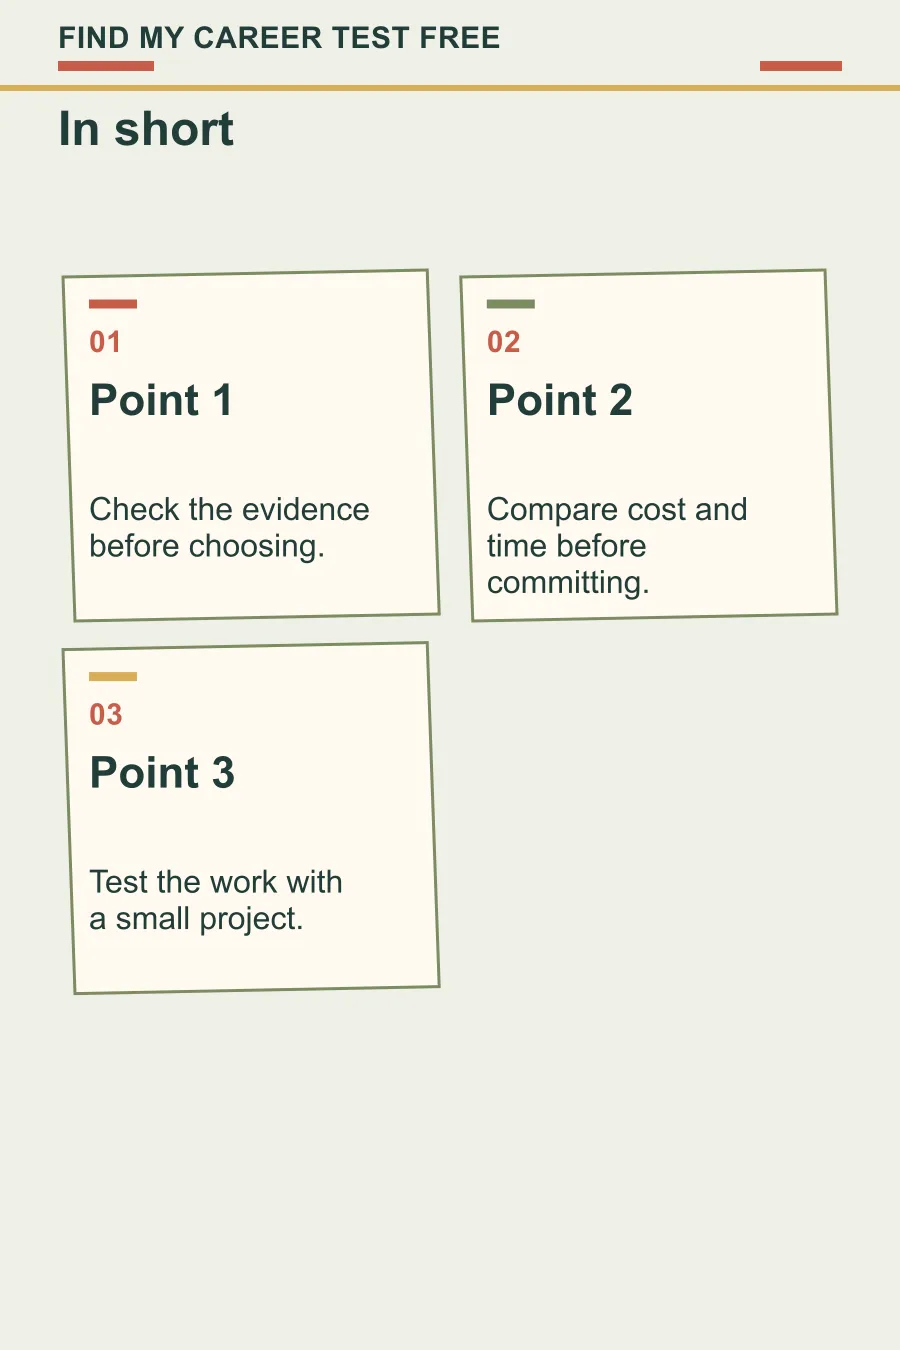 FIND MY CAREER TEST FREE
In short
01
Point 1
Check the evidence
before choosing.
02
Point 2
Compare cost and
time before
committing.
03
Point 3
Test the work with
a small project.